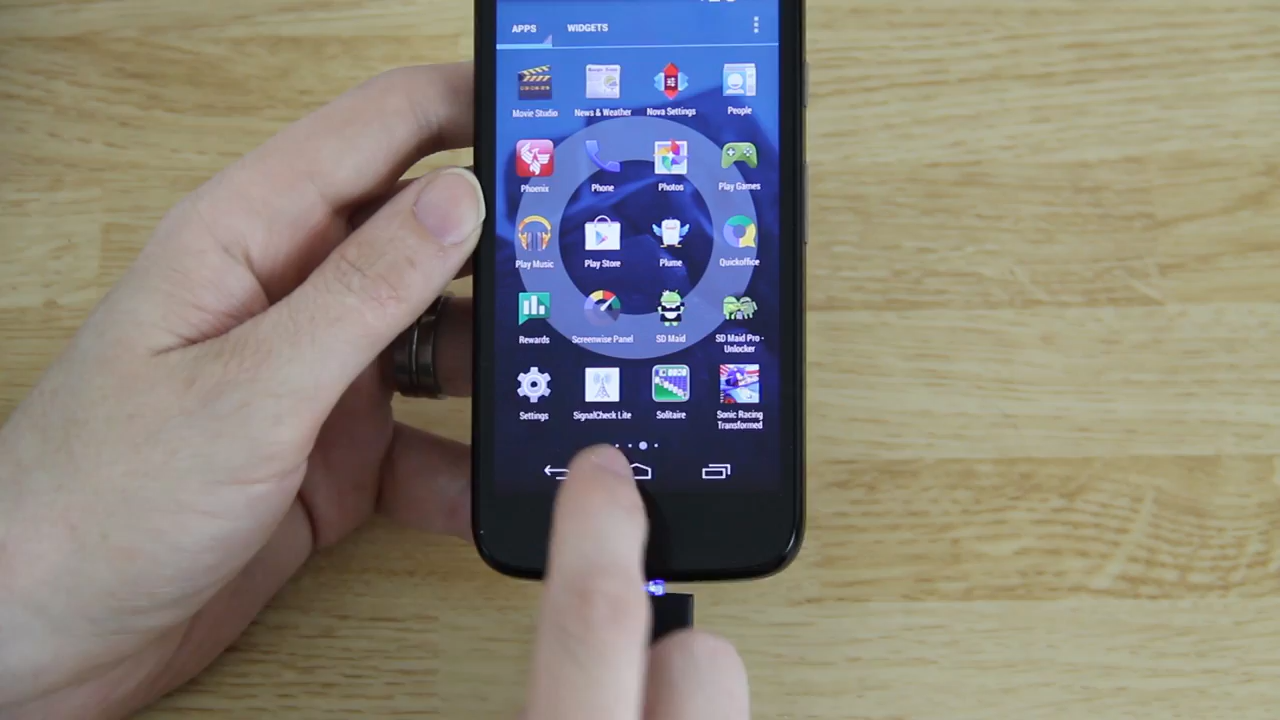 APPS WIDGETS
Movie Studio News & Weather Nova Settings People
Phoenix Phone Photos Play Games
Play Music Play Store Plume Quickoffice
Rewards Screenwise Panel SD Maid SD Maid Pro -
Unlocker
Settings SignalCheck Lite Solitaire Sonic Racing
Transformed